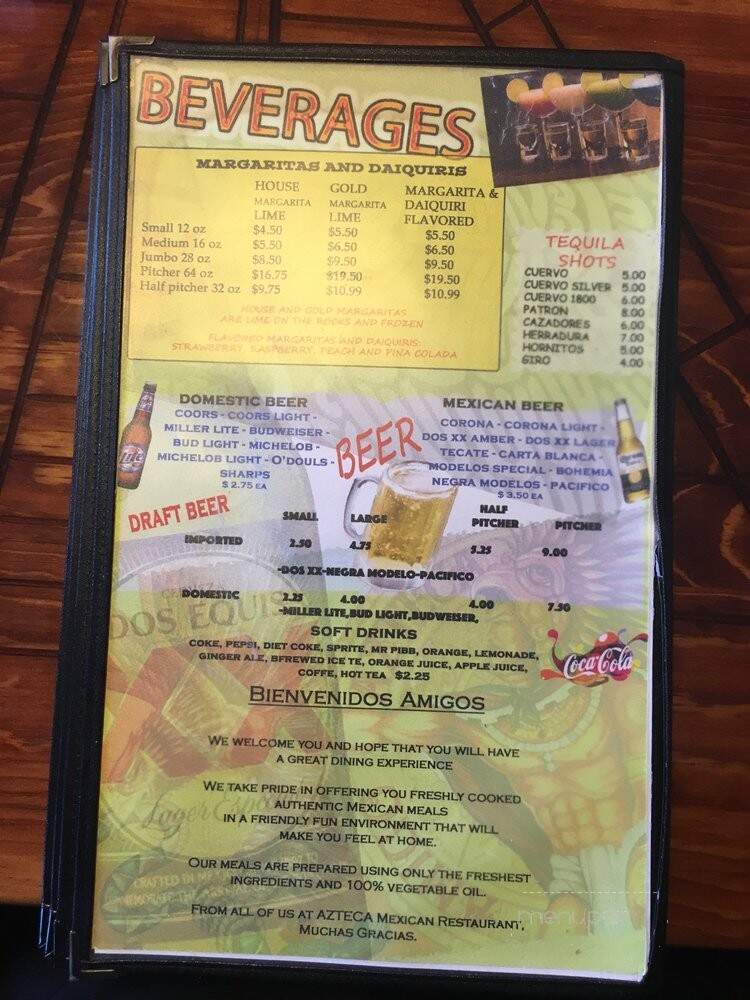 BEVERAGES
MARGARITAS AND DAIQUIRIS
HOUSE GOLD MARGARITA &
MARGARITA MARGARITA DAIQUIRI
LIME LIME FLAVORED
Small 12 oz $4.50 $5.50 $5.50
Medium 16 oz $5.50 $6.50 $6.50
Jumbo 28 oz $8.50 $9.50 $9.50
Pitcher 64 oz $16.75 $19.50 $19.50
Half pitcher 32 oz $9.75 $10.99 $10.99
HOUSE AND GOLD MARGARITAS
ARE LIME ON THE ROCKS AND FROZEN
FLAVORED MARGARITAS AND DAIQUIRIS:
STRAWBERRY, RASPBERRY, PEACH AND PINA COLADA
TEQUILA
SHOTS
CUERVO 5.00
CUERVO SILVER 5.00
CUERVO 1800 6.00
PATRON 8.00
CAZADORES 6.00
HERRADURA 7.00
HORNITOS 5.00
GIRO 4.00
DOMESTIC BEER
COORS - COORS LIGHT -
MILLER LITE - BUDWEISER -
BUD LIGHT - MICHELOB -
MICHELOB LIGHT - O'DOULS -
SHARPS
$ 2.75 EA
BEER
MEXICAN BEER
CORONA - CORONA LIGHT -
DOS XX AMBER - DOS XX LAGER
TECATE - CARTA BLANCA -
MODELOS SPECIAL - BOHEMIA
NEGRA MODELOS - PACIFICO
$ 3.50 EA
Lite
DRAFT BEER
SMALL LARGE HALF PITCHER PITCHER
IMPORTED 2.50 4.75 5.25 9.00
-DOS XX-NEGRA MODELO-PACIFICO
DOMESTIC 2.25 4.00 4.00 7.50
-MILLER LITE,BUD LIGHT,BUDWEISER,
DOS EQUIS
SOFT DRINKS
COKE, PEPSI, DIET COKE, SPRITE, MR PIBB, ORANGE, LEMONADE,
GINGER ALE, BFREWED ICE TE, ORANGE JUICE, APPLE JUICE,
COFFE, HOT TEA $2.25
Coca-Cola
BIENVENIDOS AMIGOS
WE WELCOME YOU AND HOPE THAT YOU WILL HAVE
A GREAT DINING EXPERIENCE
WE TAKE PRIDE IN OFFERING YOU FRESHLY COOKED
AUTHENTIC MEXICAN MEALS
IN A FRIENDLY FUN ENVIRONMENT THAT WILL
MAKE YOU FEEL AT HOME.
Lager
OUR MEALS ARE PREPARED USING ONLY THE FRESHEST
INGREDIENTS AND 100% VEGETABLE OIL.
CRAFTED IN
FROM ALL OF US AT AZTECA MEXICAN RESTAURANT,
MUCHAS GRACIAS.